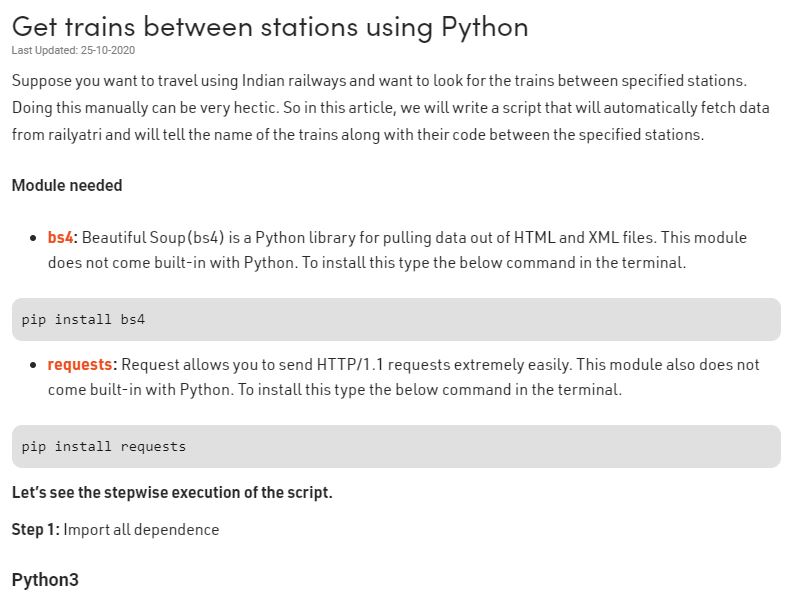 Get trains between stations using Python
Last Updated: 25-10-2020
Suppose you want to travel using Indian railways and want to look for the trains between specified stations.
Doing this manually can be very hectic. So in this article, we will write a script that will automatically fetch data
from railyatri and will tell the name of the trains along with their code between the specified stations.
Module needed
• bs4: Beautiful Soup(bs4) is a Python library for pulling data out of HTML and XML files. This module
does not come built-in with Python. To install this type the below command in the terminal.
pip install bs4
• requests: Request allows you to send HTTP/1.1 requests extremely easily. This module also does not
come built-in with Python. To install this type the below command in the terminal.
pip install requests
Let’s see the stepwise execution of the script.
Step 1: Import all dependence
Python3